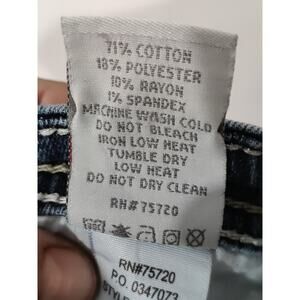 71% COTTON
18% POLYESTER
10% RAYON
1% SPANDEX
MACHINE WASH COLD
DO NOT BLEACH
IRON LOW HEAT
TUMBLE DRY
LOW HEAT
DO NOT DRY CLEAN
RN#75720
RN#75720
P.O. 0347073